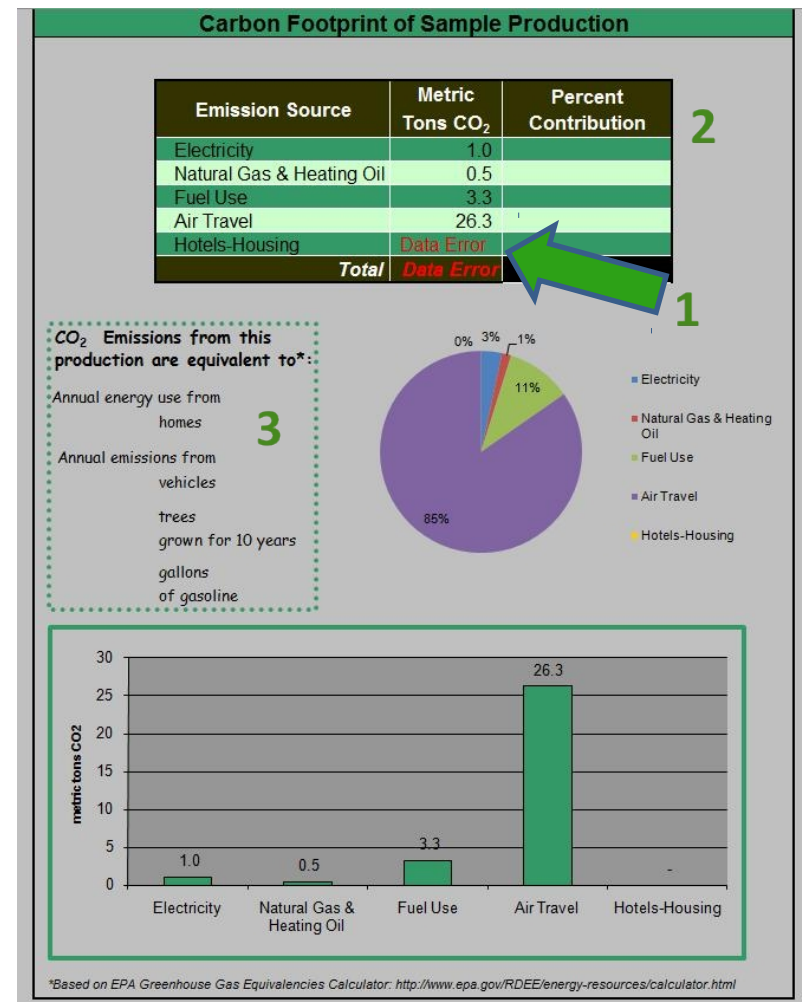 Carbon Footprint of Sample Production
Emission Source Metric Tons CO₂ Percent Contribution
2
Electricity 1.0
Natural Gas & Heating Oil 0.5
Fuel Use 3.3
Air Travel 26.3
Hotels-Housing Data Error
Total Data Error
1
CO₂ Emissions from this
production are equivalent to*:
Annual energy use from
homes
3
Annual emissions from
vehicles
trees
grown for 10 years
gallons
of gasoline
0% 3% 1%
11%
85%
Electricity
Natural Gas & Heating
Oil
Fuel Use
Air Travel
Hotels-Housing
metric tons CO2
30
25
20
15
10
5
0
1.0 0.5 3.3 26.3 -
Electricity Natural Gas & Heating Oil Fuel Use Air Travel Hotels-Housing
*Based on EPA Greenhouse Gas Equivalencies Calculator: http://www.epa.gov/RDEE/energy-resources/calculator.html